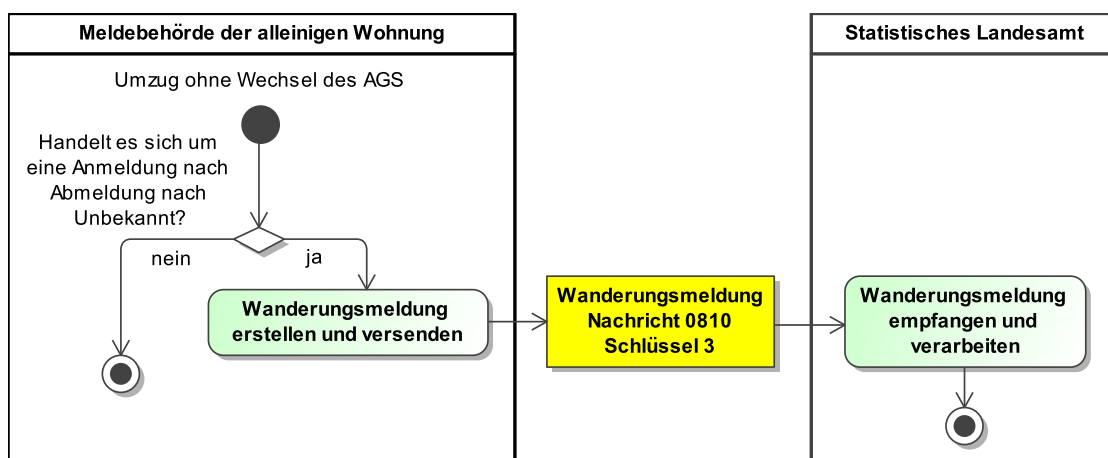 Meldebehörde der alleinigen Wohnung
Statistisches Landesamt
Umzug ohne Wechsel des AGS
Handelt es sich um
eine Anmeldung nach
Abmeldung nach
Unbekannt?
nein
ja
Wanderungsmeldung
erstellen und versenden
Wanderungsmeldung
Nachricht 0810
Schlüssel 3
Wanderungsmeldung
empfangen und
verarbeiten